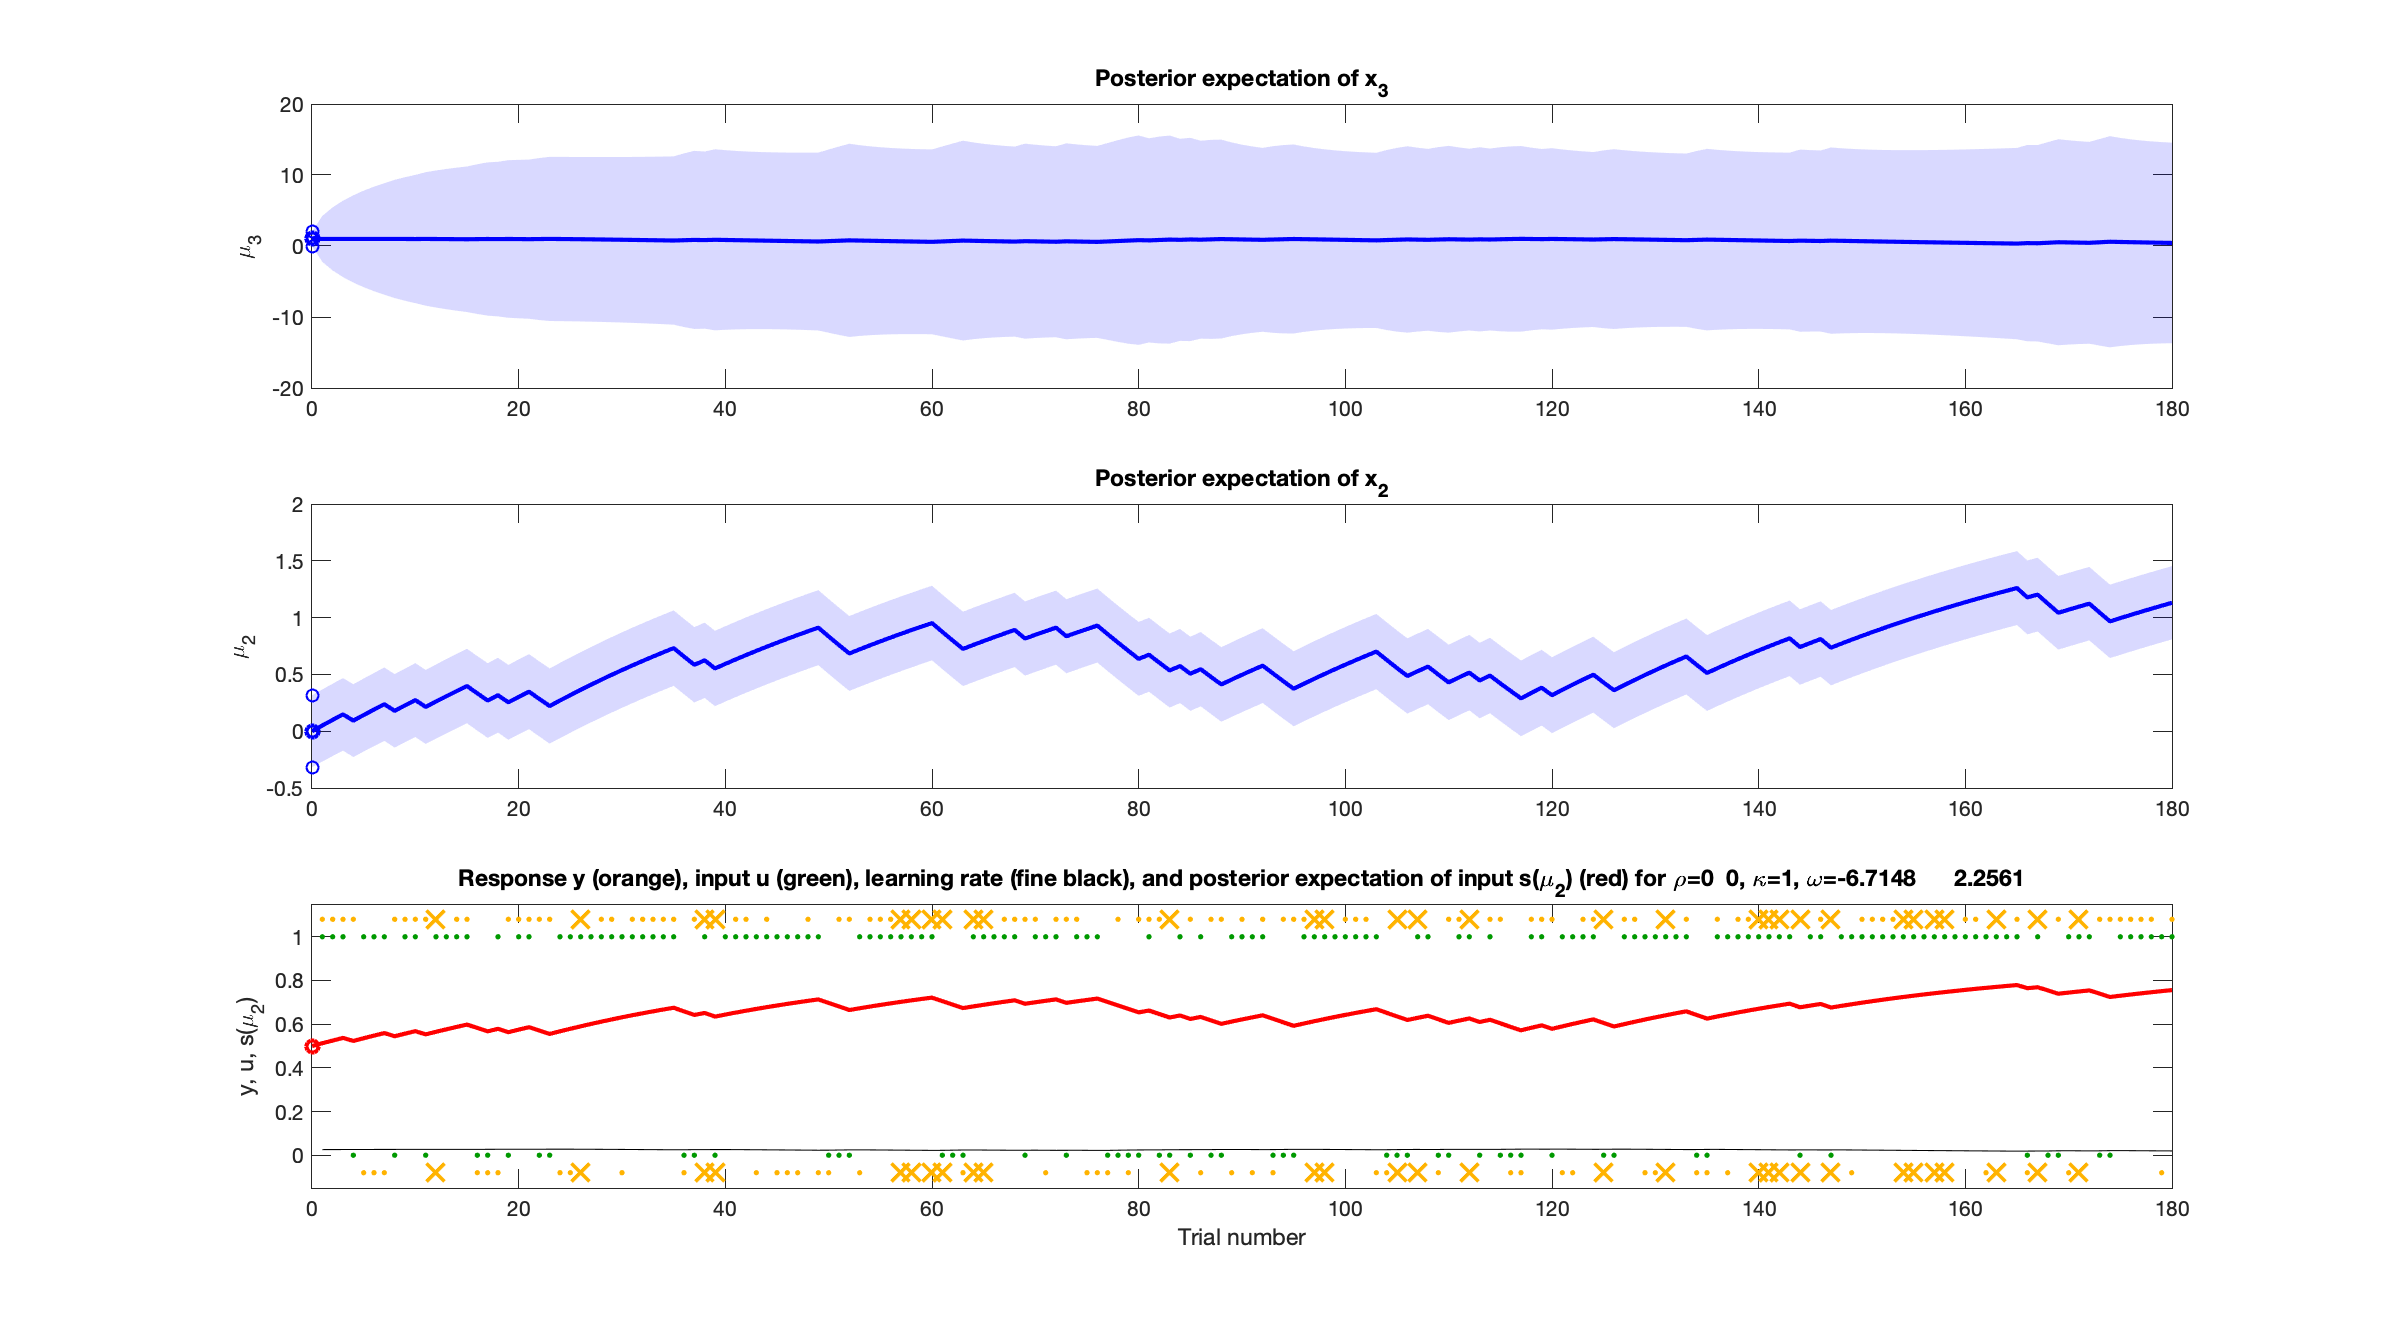 Posterior expectation of x3
20
10
0
-10
-20
μ3
0 20 40 60 80 100 120 140 160 180
Posterior expectation of x2
2
1.5
1
0.5
0
-0.5
μ2
0 20 40 60 80 100 120 140 160 180
Response y (orange), input u (green), learning rate (fine black), and posterior expectation of input s(μ2) (red) for ρ=0 0, κ=1, ω=-6.7148 2.2561
1
0.8
0.6
0.4
0.2
0
y, u, s(μ2)
0 20 40 60 80 100 120 140 160 180
Trial number